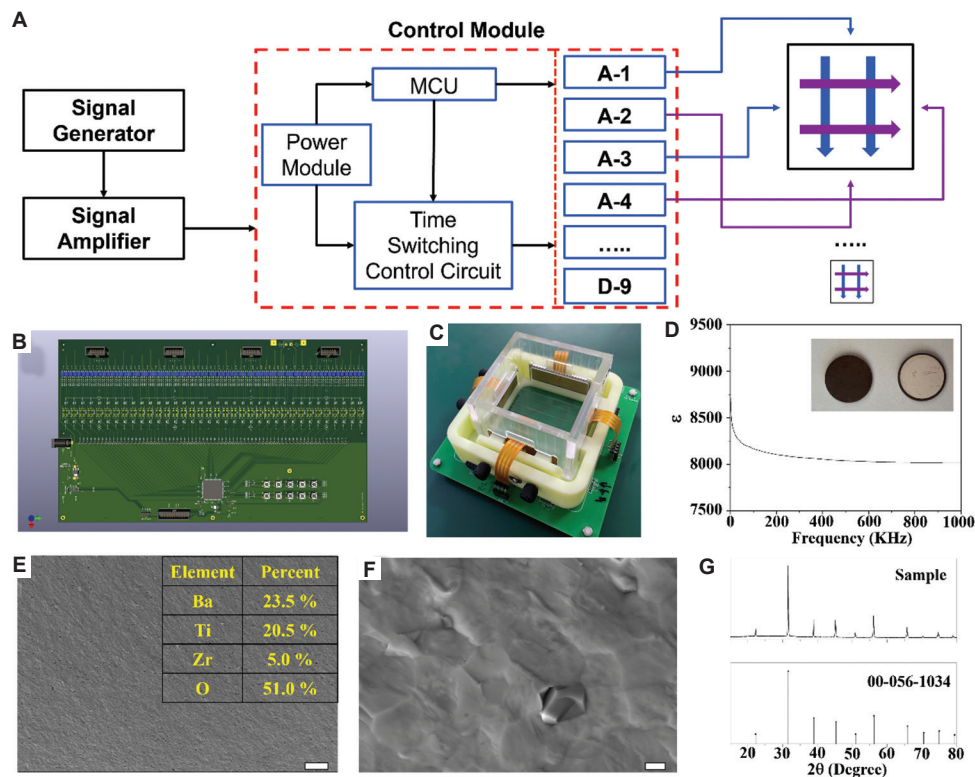 A
Control Module
Signal
Generator
Signal
Amplifier
Power
Module
MCU
Time
Switching
Control Circuit
A-1
A-2
A-3
A-4
.....
D-9
.....
B
C
D
9500
9000
8500
8000
7500
ε
0 200 400 600 800 1000
Frequency (KHz)
E
Element Percent
Ba 23.5 %
Ti 20.5 %
Zr 5.0 %
O 51.0 %
F
G
Sample
00-056-1034
20 30 40 50 60 70 80
2θ (Degree)